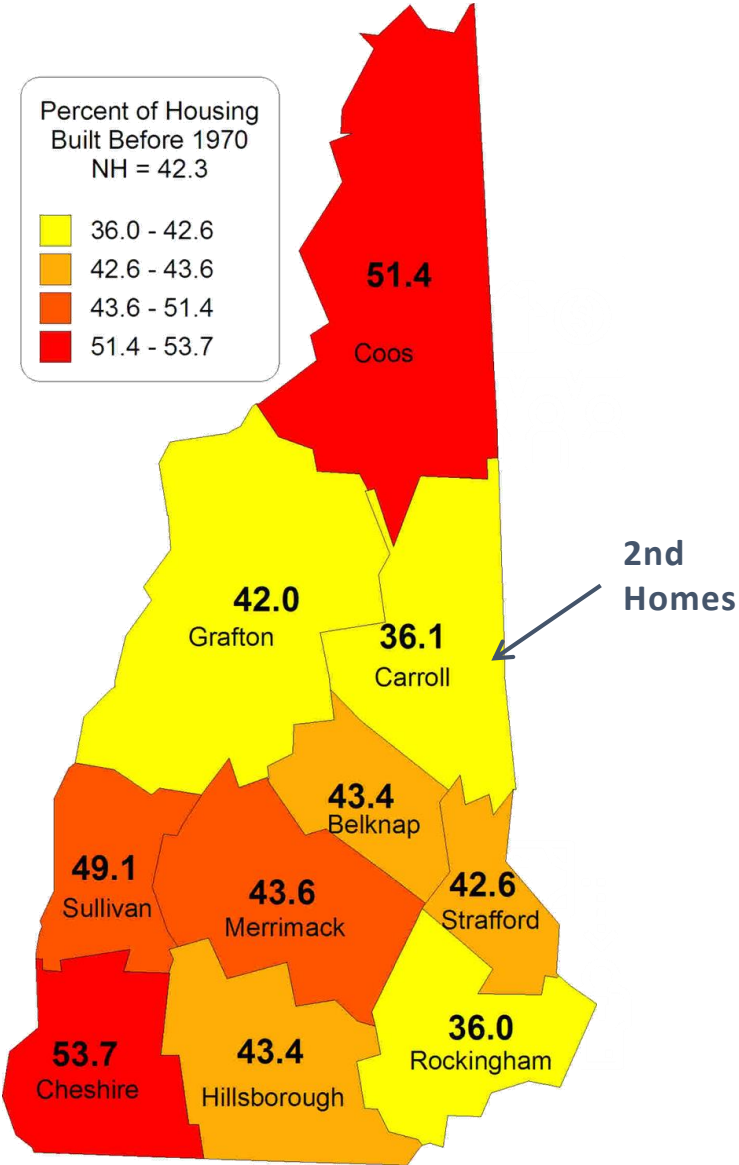 Percent of Housing
Built Before 1970
NH = 42.3
36.0 - 42.6
42.6 - 43.6
43.6 - 51.4
51.4 - 53.7
51.4
Coos
2nd
Homes
42.0
Grafton
36.1
Carroll
43.4
Belknap
49.1
Sullivan
43.6
Merrimack
42.6
Strafford
53.7
Cheshire
43.4
Hillsborough
36.0
Rockingham